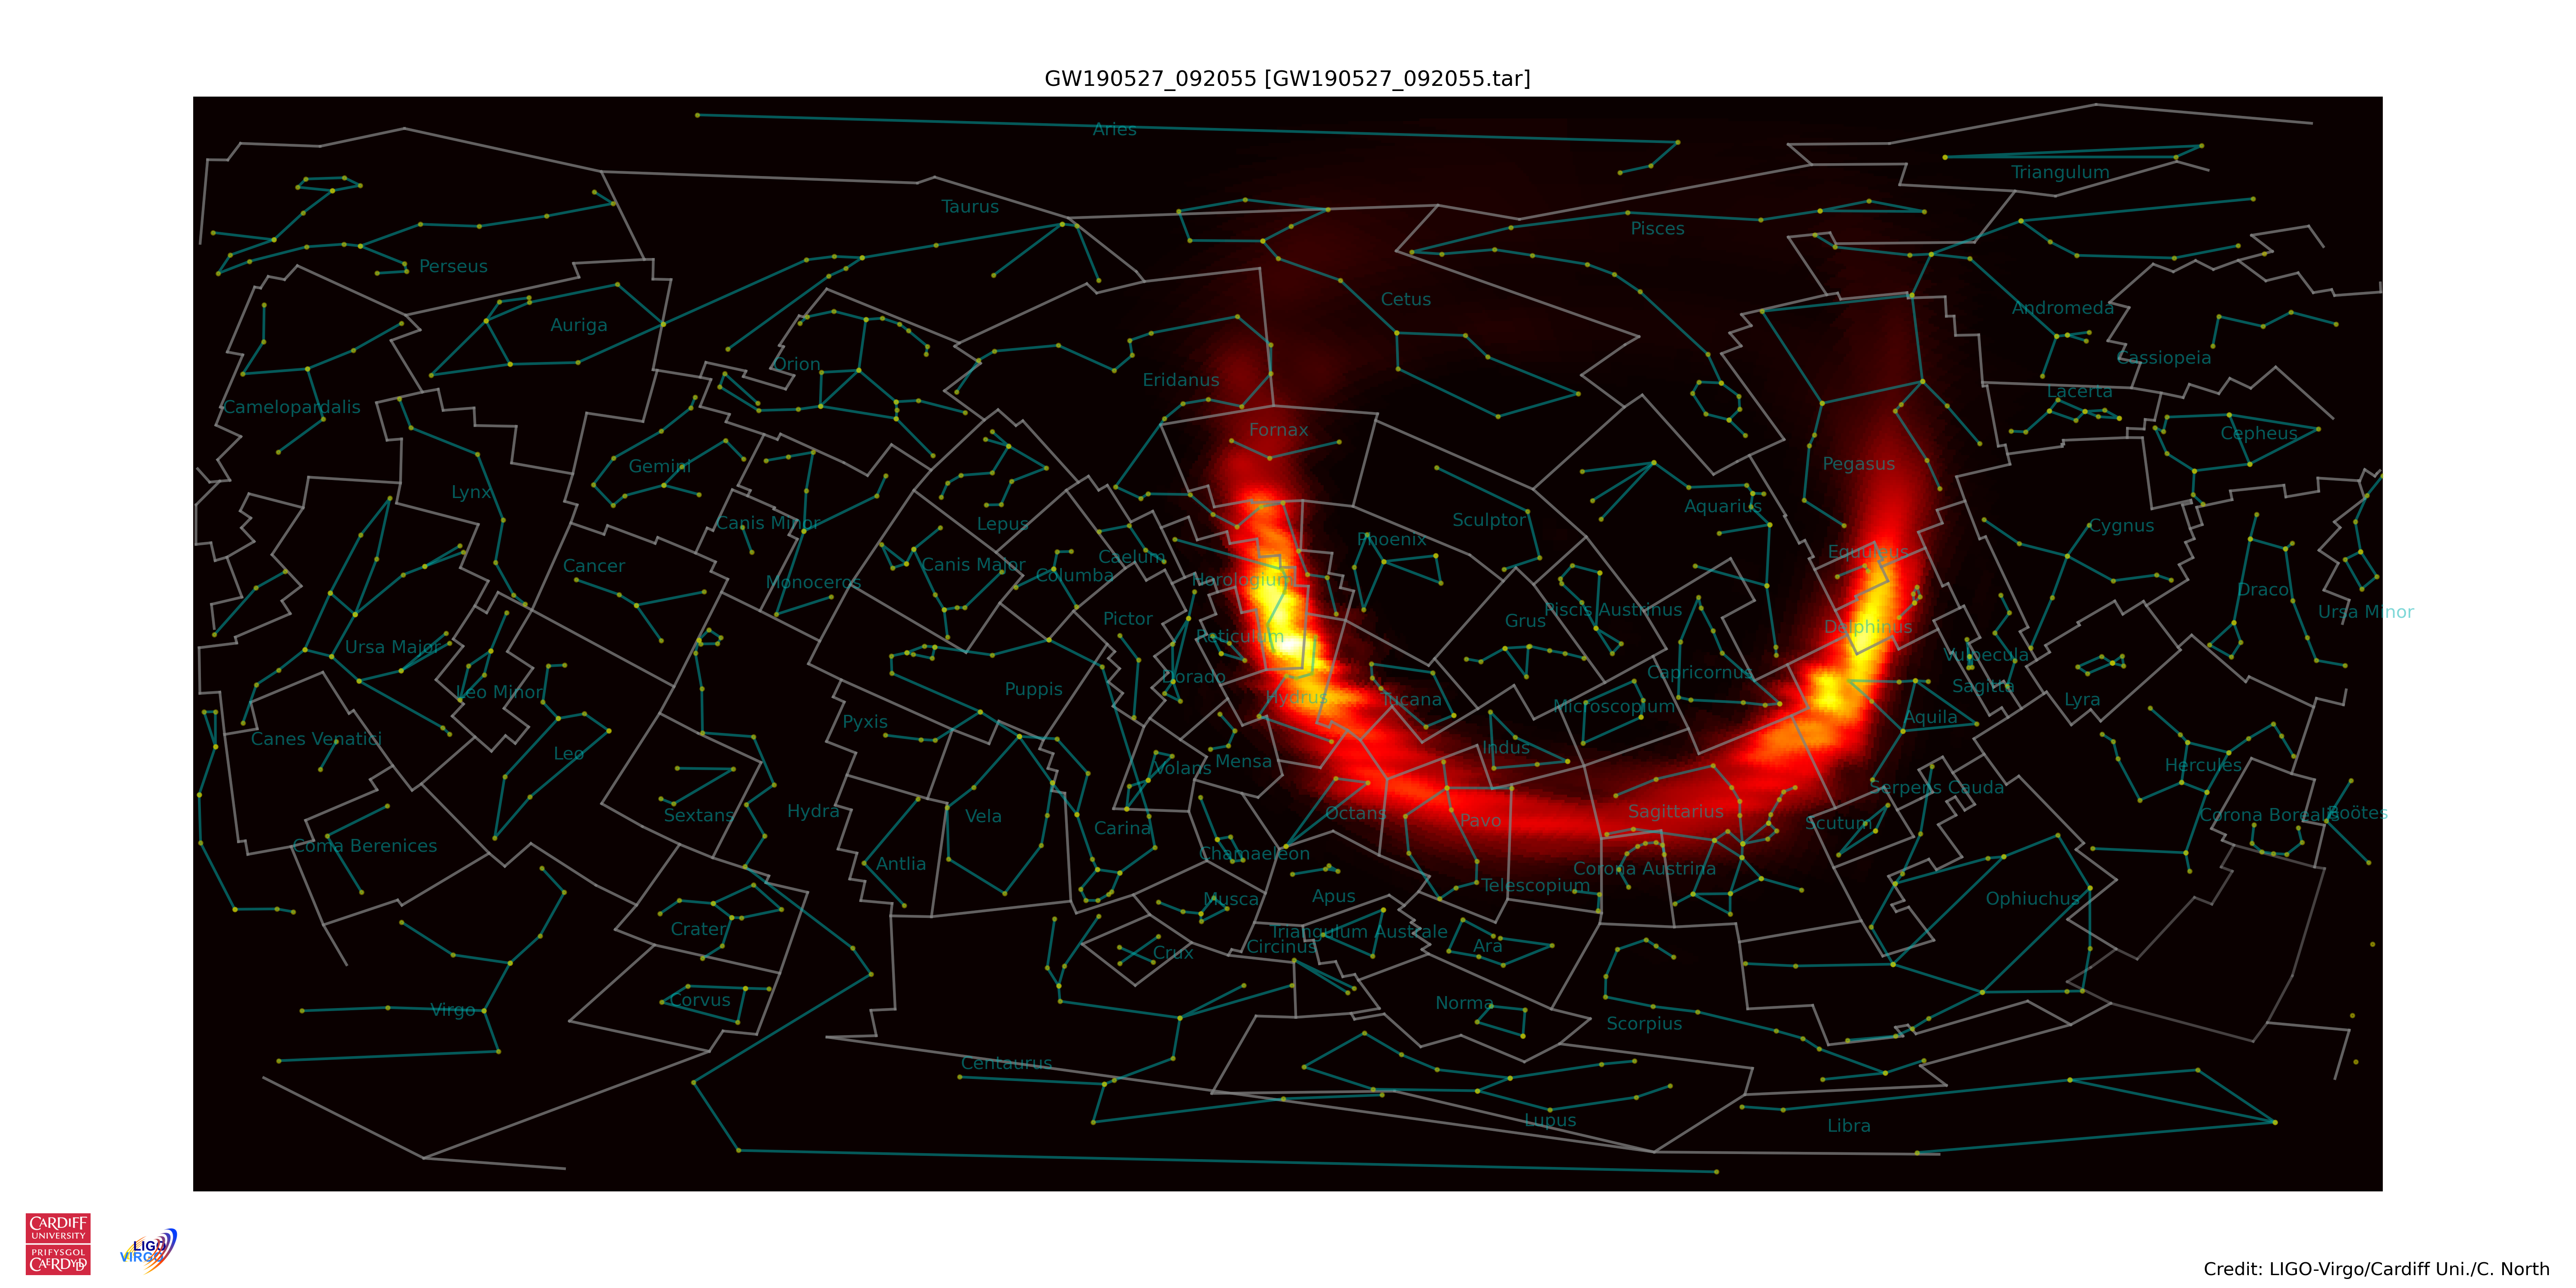 GW190527_092055 [GW190527_092055.tar]
Aries
Triangulum
Taurus
Pisces
Perseus
Cetus
Andromeda
Auriga
Cassiopeia
Orion
Eridanus
Lacerta
Camelopardalis
Fornax
Cepheus
Gemini
Pegasus
Lynx
Aquarius
Canis Minor
Lepus
Sculptor
Cygnus
Phoenix
Equuleus
Caelum
Cancer
Canis Major
Columba
Horologium
Monoceros
Draco
Piscis Austrinus
Ursa Minor
Pictor
Grus
Delphinus
Reticulum
Ursa Major
Vulpecula
Dorado
Capricornus
Puppis
Sagitta
Leo Minor
Hydrus
Tucana
Lyra
Microscopium
Pyxis
Aquila
Canes Venatici
Indus
Leo
Mensa
Volans
Hercules
Serpens Cauda
Sextans
Hydra
Vela
Octans
Sagittarius
Corona Borealis
Boötes
Pavo
Scutum
Carina
Coma Berenices
Chamaeleon
Antlia
Corona Austrina
Telescopium
Musca
Apus
Ophiuchus
Crater
Triangulum Australe
Circinus
Ara
Crux
Corvus
Norma
Virgo
Scorpius
Centaurus
Lupus
Libra
CARDIFF
UNIVERSITY
PRIFYSGOL
CAERDYDD
LIGO
VIRGO
Credit: LIGO-Virgo/Cardiff Uni./C. North